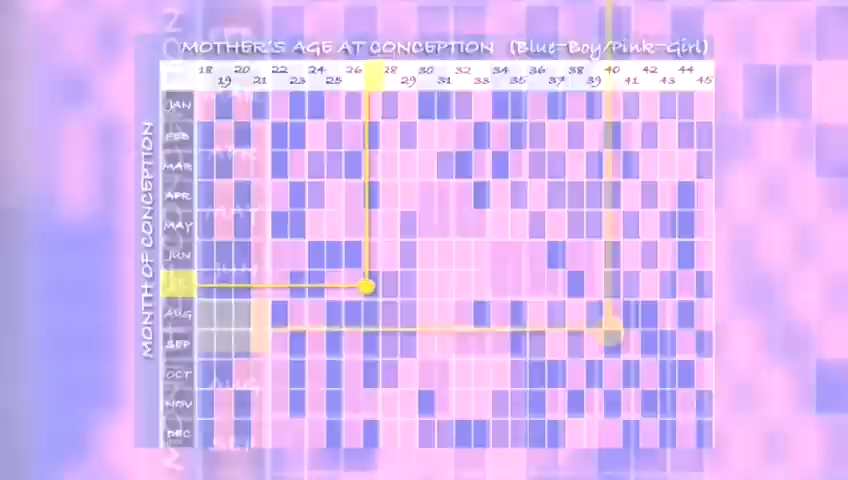 MOTHER'S AGE AT CONCEPTION (Blue-Boy/Pink-Girl)
18 19 20 21 22 23 24 25 26 28 29 30 31 32 33 34 35 36 37 38 39 40 41 42 43 44 45
MONTH OF CONCEPTION
JAN
FEB
MAR
APR
MAY
JUN
AUG
SEP
OCT
NOV
DEC